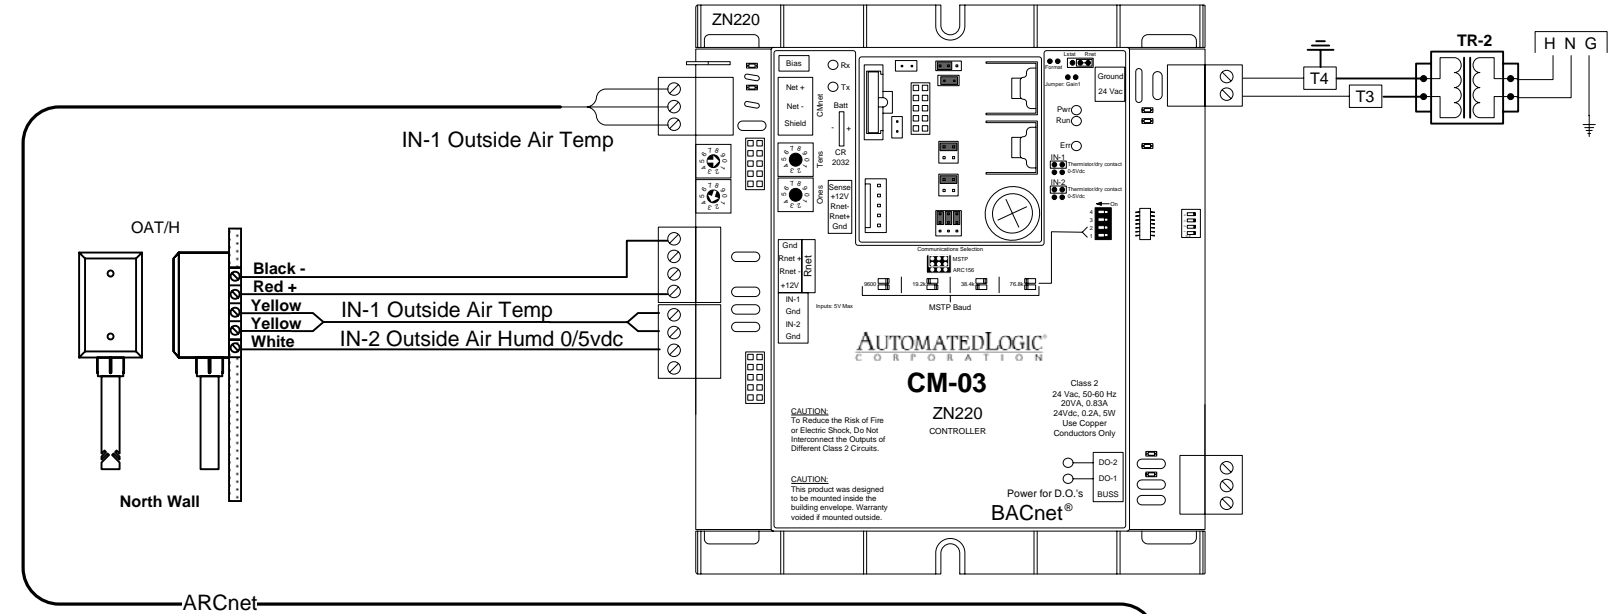 ZN220
Bias
Rx
Net +
Tx
Net -
Shield
CMnet
Batt
- +
CR
2032
Tens
Ones
Sense
+12V
Rnet-
Rnet+
Gnd
Lstat Rnet
Format
Jumper: Gain1
Ground
24 Vac
Pwr
Run
Err
IN-1
Thermistor/dry contact
0-5Vdc
IN-2
Thermistor/dry contact
0-5Vdc
On
4
3
2
1
TR-2
H N G
T4
T3
IN-1 Outside Air Temp
OAT/H
Black -
Red +
Yellow
Yellow
White
IN-1 Outside Air Temp
IN-2 Outside Air Humd 0/5vdc
North Wall
Gnd
Rnet +
Rnet -
+12V
Rnet
IN-1
Gnd
IN-2
Gnd
Inputs: 5V Max
Communications Selection
MSTP
ARC156
9600
19.2k
38.4k
76.8k
MSTP Baud
AUTOMATEDLOGIC®
CORPORATION
CM-03
ZN220
CONTROLLER
Class 2
24 Vac, 50-60 Hz
20VA, 0.83A
24Vdc, 0.2A, 5W
Use Copper
Conductors Only
CAUTION:
To Reduce the Risk of Fire
or Electric Shock, Do Not
Interconnect the Outputs of
Different Class 2 Circuits.
CAUTION:
This product was designed
to be mounted inside the
building envelope. Warranty
voided if mounted outside.
DO-2
DO-1
Power for D.O.'s
BUSS
BACnet®
ARCnet